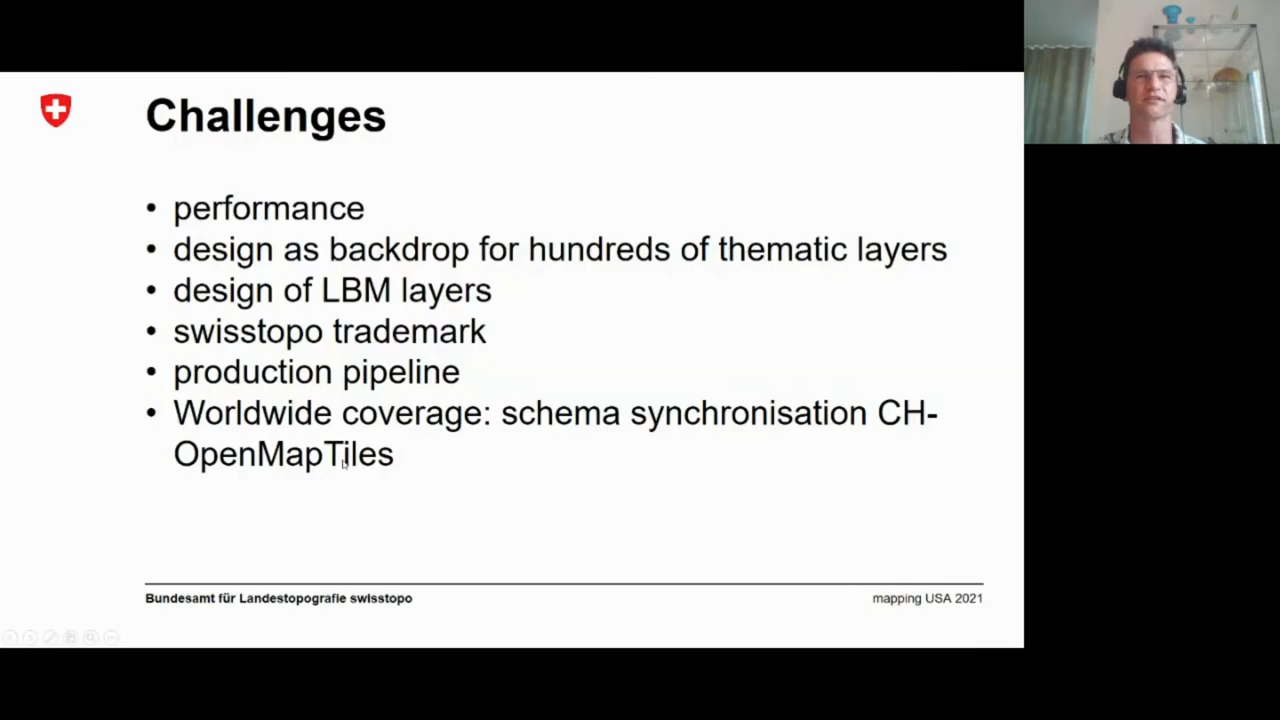 Challenges
• performance
• design as backdrop for hundreds of thematic layers
• design of LBM layers
• swisstopo trademark
• production pipeline
• Worldwide coverage: schema synchronisation CH-
OpenMapTiles
Bundesamt für Landestopografie swisstopo
mapping USA 2021